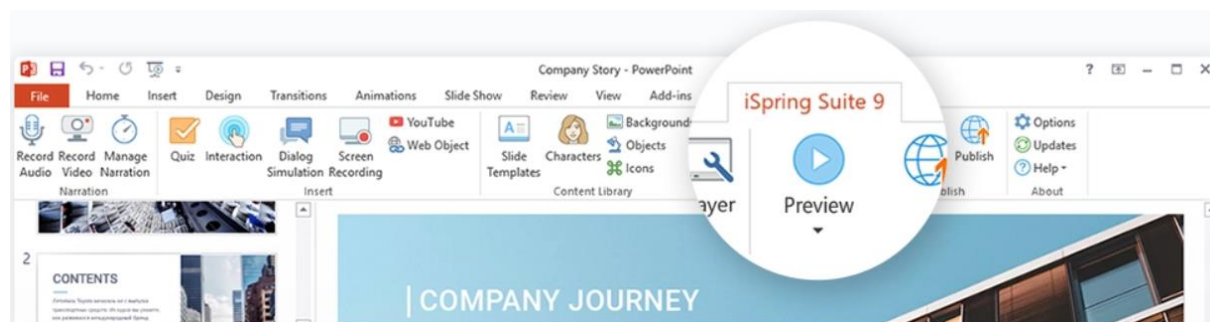 Company Story - PowerPoint
?
File Home Insert Design Transitions Animations Slide Show Review View Add-ins iSpring Suite 9
Record Audio
Record Video
Manage Narration
Narration
Quiz
Interaction
Dialog Simulation
Screen Recording
YouTube
Web Object
Insert
Slide Templates
Characters
Background
Objects
Icons
Content Library
ayer
Preview
Publish
lish
Options
Updates
Help
About
2
CONTENTS
COMPANY JOURNEY